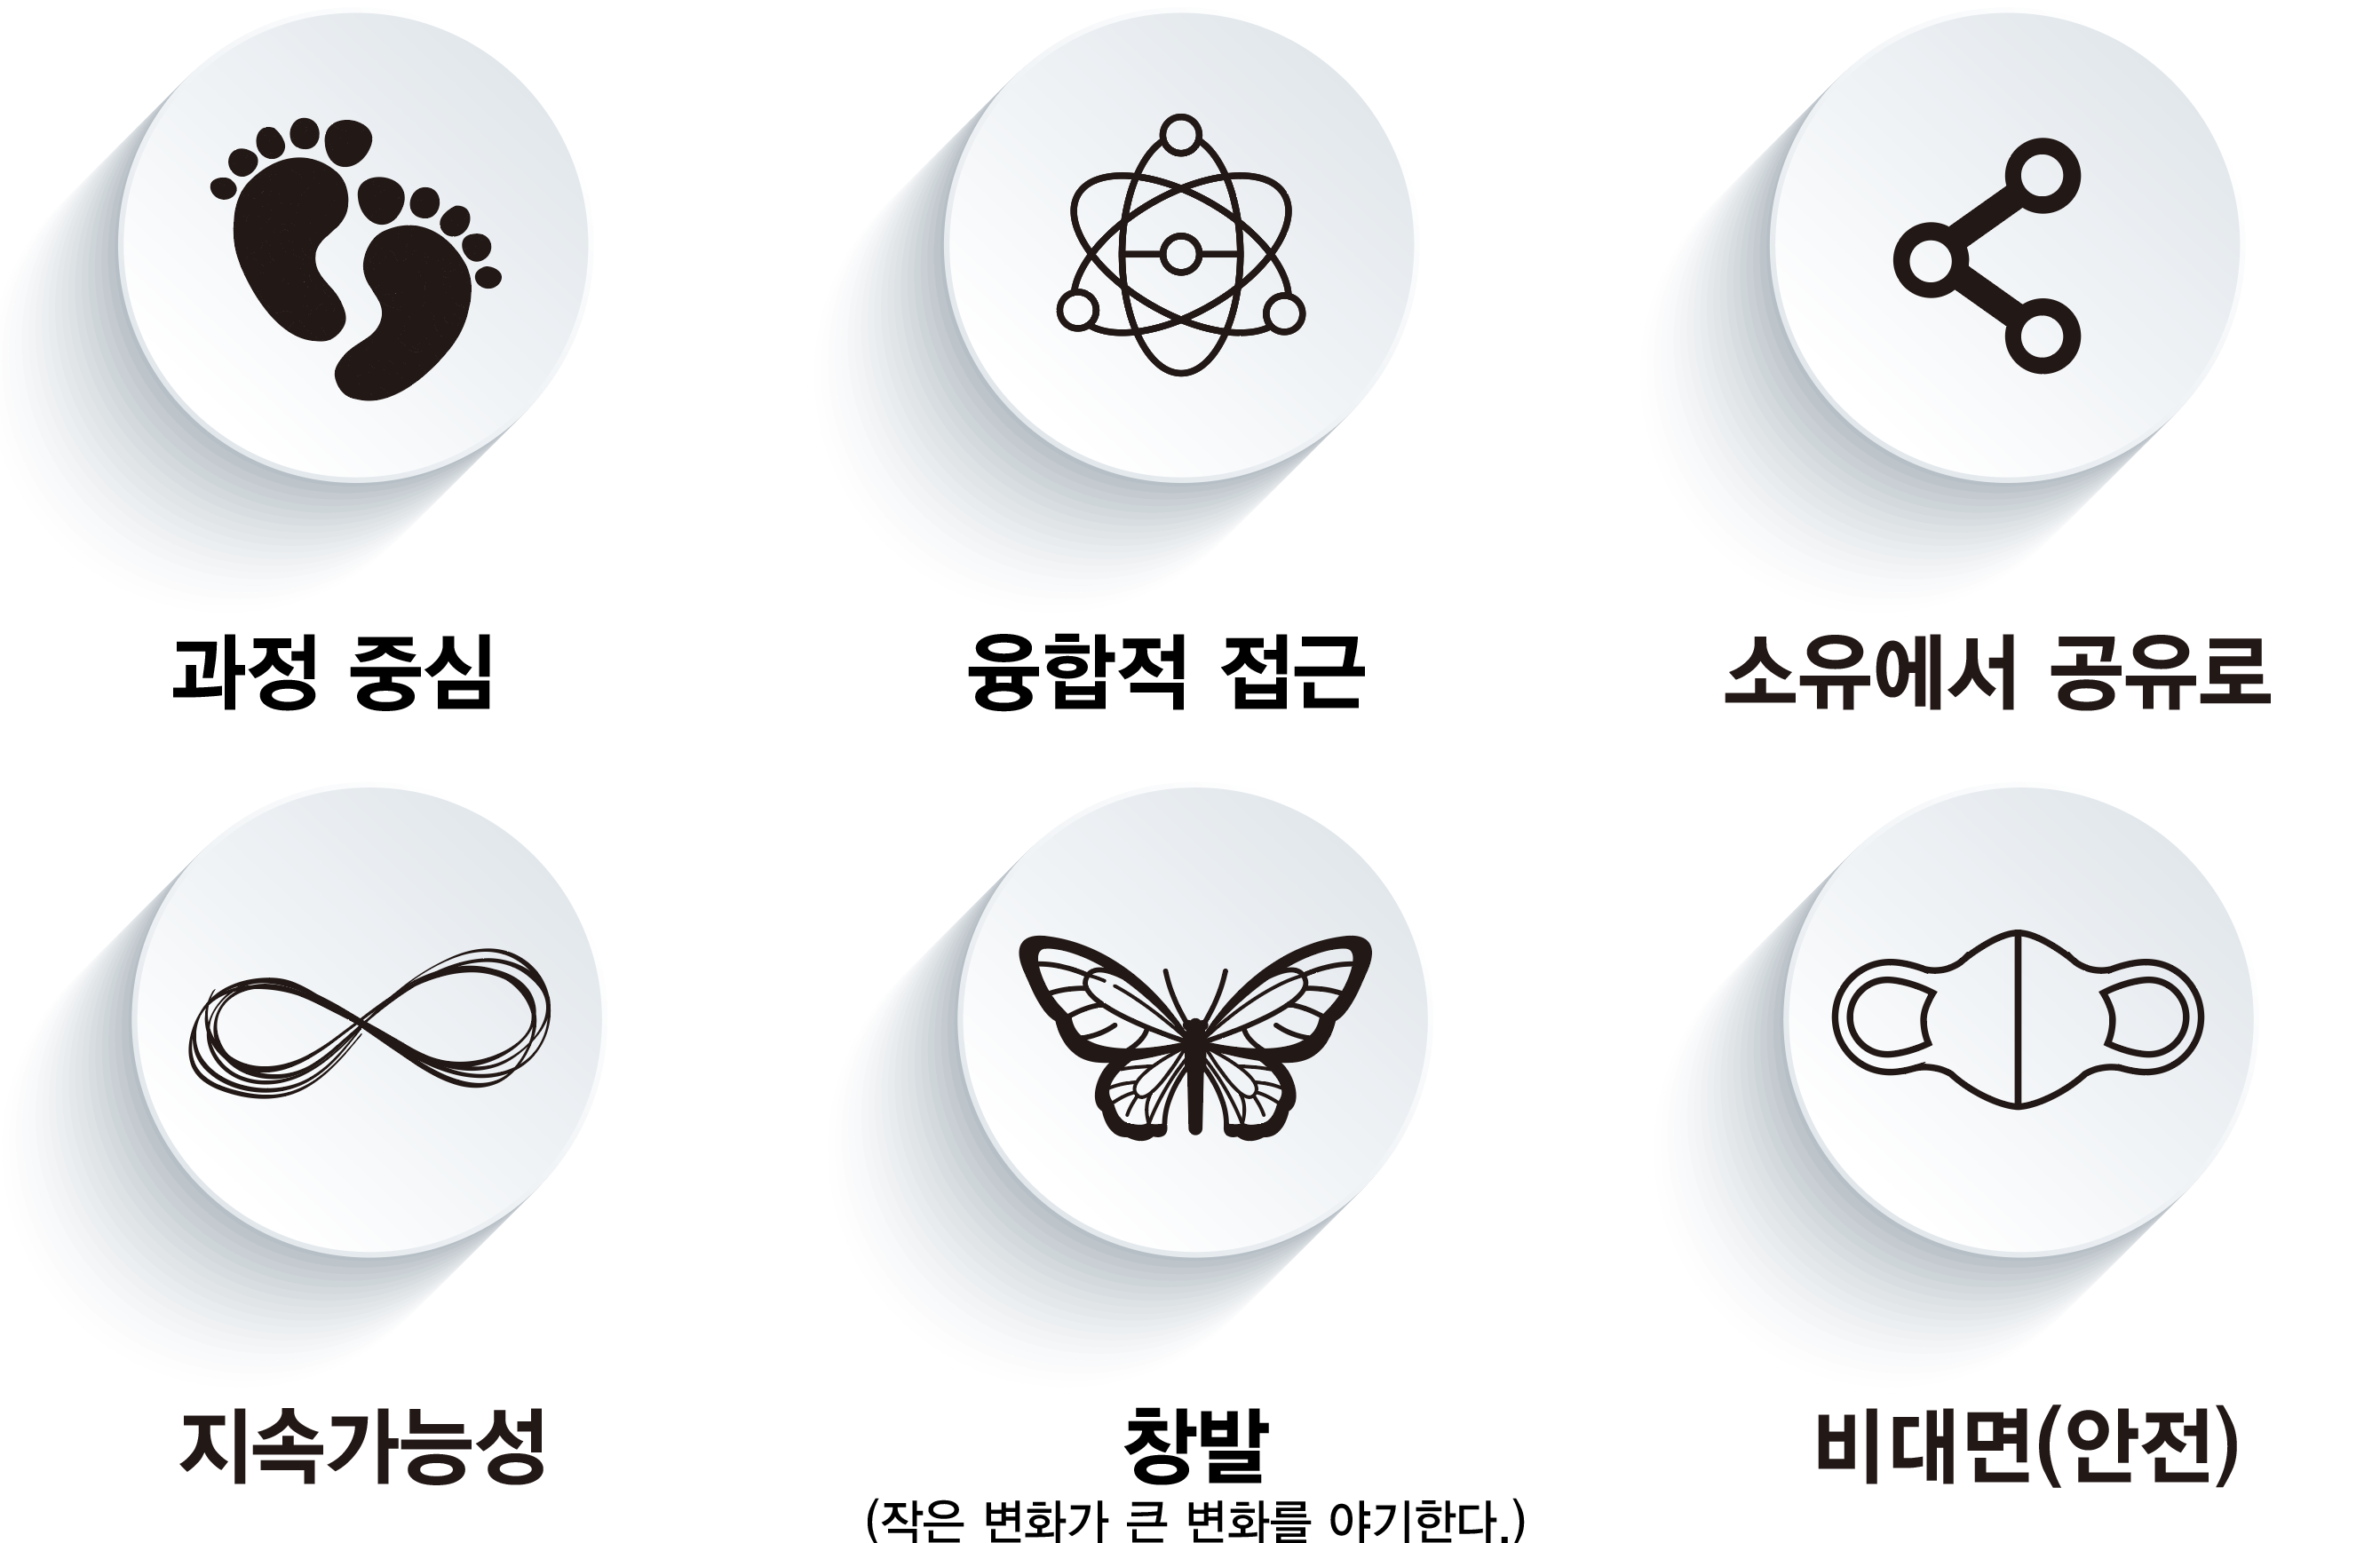 과정 중심
융합적 접근
소유에서 공유로
지속가능성
창발
(작은 변화가 큰 변화를 야기한다.)
비대면(안전)